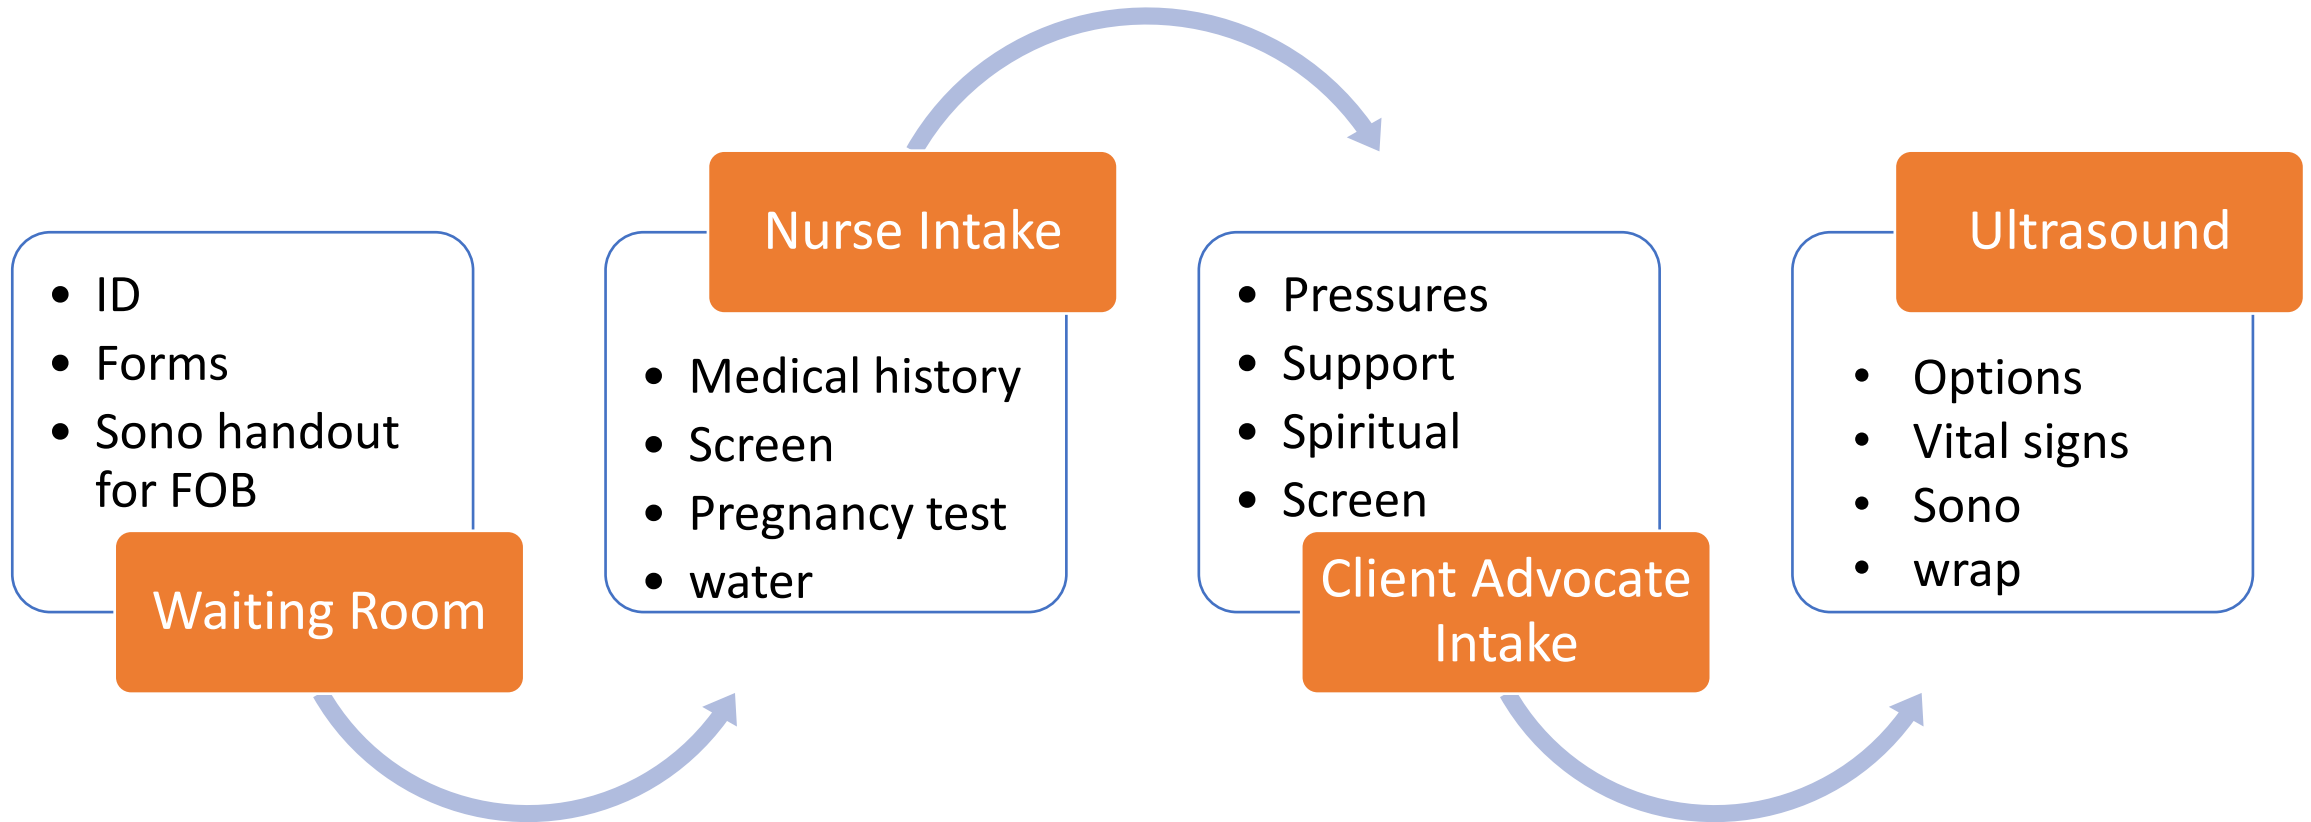 • ID
• Forms
• Sono handout
for FOB
Waiting Room
Nurse Intake
• Medical history
• Screen
• Pregnancy test
• water
• Pressures
• Support
• Spiritual
• Screen
Client Advocate
Intake
Ultrasound
• Options
• Vital signs
• Sono
• wrap